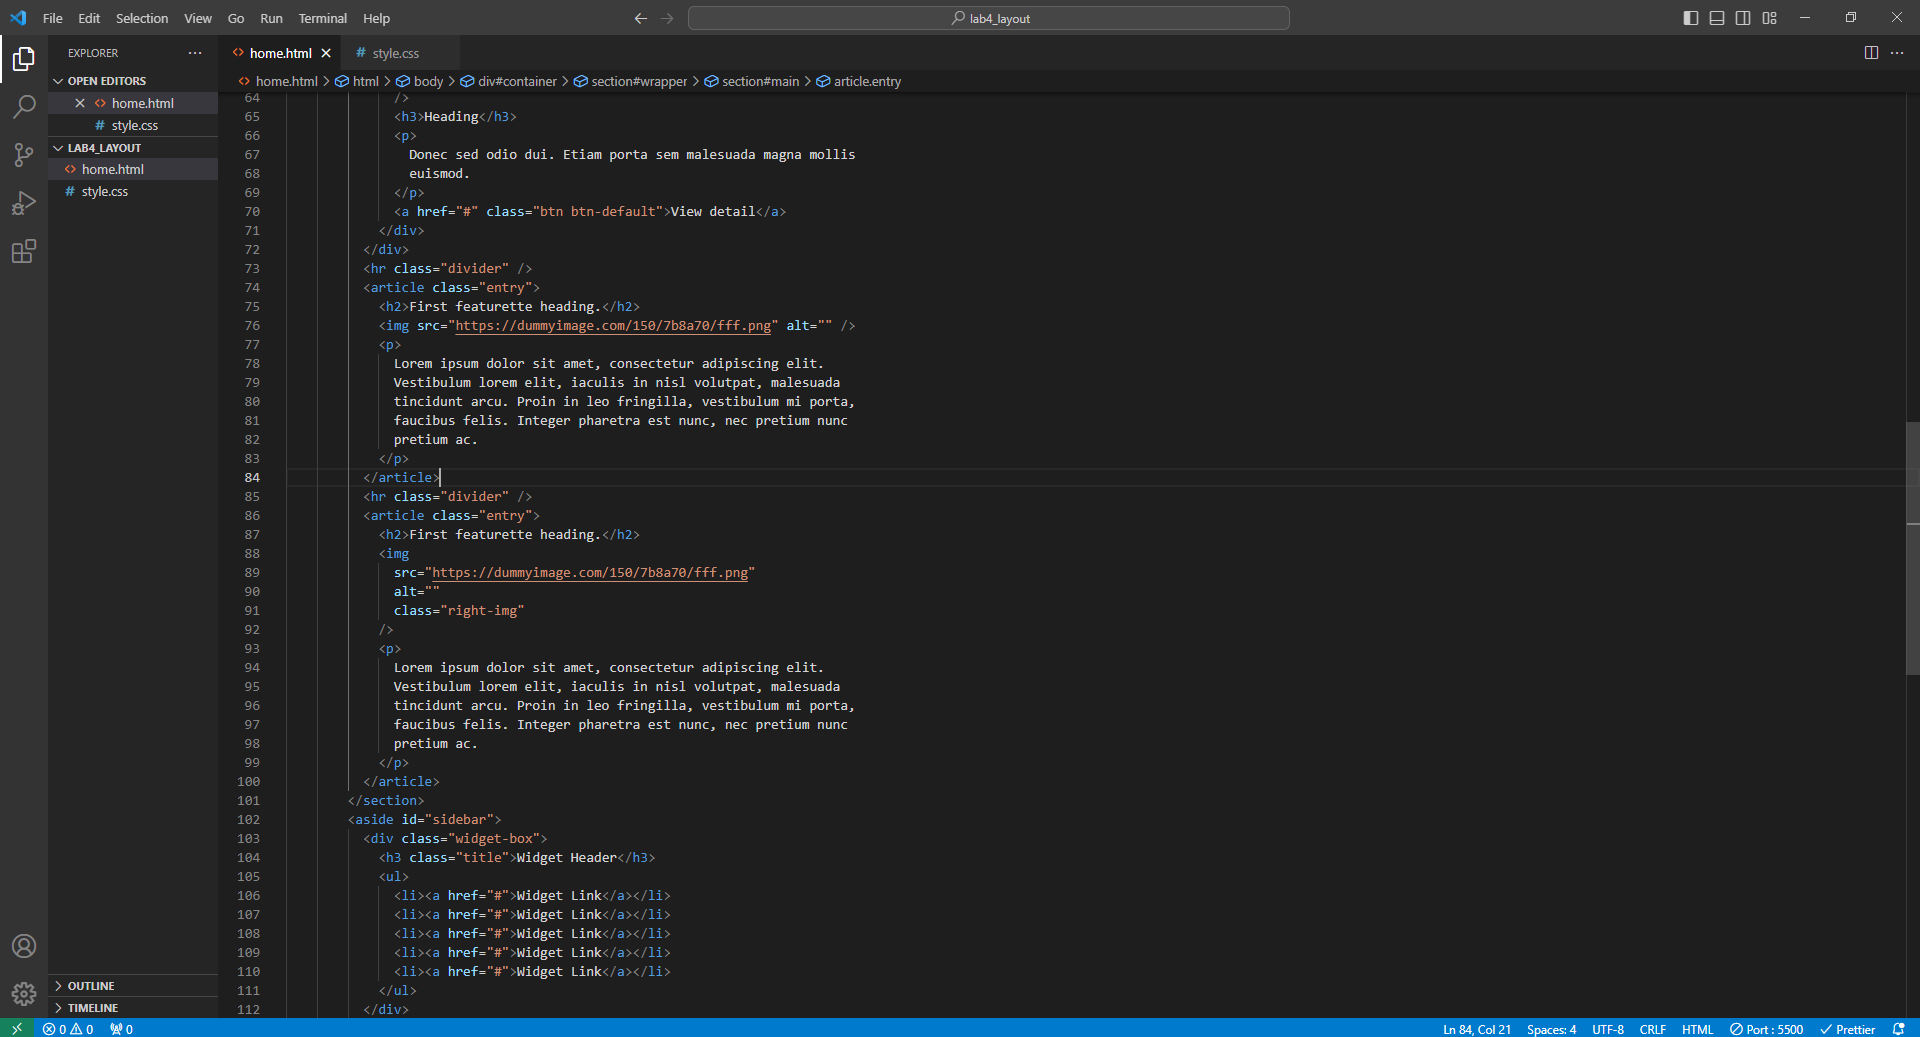 File Edit Selection View Go Run Terminal Help
lab4_layout
EXPLORER
home.html
style.css
OPEN EDITORS
home.html
style.css
LAB4_LAYOUT
home.html
style.css
OUTLINE
TIMELINE
home.html > html > body > div#container > section#wrapper > section#main > article.entry
64 />
65 <h3>Heading</h3>
66 <p>
67 Donec sed odio dui. Etiam porta sem malesuada magna mollis
68 euismod.
69 </p>
70 <a href="#" class="btn btn-default">View detail</a>
71 </div>
72 </div>
73 <hr class="divider" />
74 <article class="entry">
75 <h2>First featurette heading.</h2>
76 <img src="https://dummyimage.com/150/7b8a70/fff.png" alt="" />
77 <p>
78 Lorem ipsum dolor sit amet, consectetur adipiscing elit.
79 Vestibulum lorem elit, iaculis in nisl volutpat, malesuada
80 tincidunt arcu. Proin in leo fringilla, vestibulum mi porta,
81 faucibus felis. Integer pharetra est nunc, nec pretium nunc
82 pretium ac.
83 </p>
84 </article>
85 <hr class="divider" />
86 <article class="entry">
87 <h2>First featurette heading.</h2>
88 <img
89 src="https://dummyimage.com/150/7b8a70/fff.png"
90 alt=""
91 class="right-img"
92 />
93 <p>
94 Lorem ipsum dolor sit amet, consectetur adipiscing elit.
95 Vestibulum lorem elit, iaculis in nisl volutpat, malesuada
96 tincidunt arcu. Proin in leo fringilla, vestibulum mi porta,
97 faucibus felis. Integer pharetra est nunc, nec pretium nunc
98 pretium ac.
99 </p>
100 </article>
101 </section>
102 <aside id="sidebar">
103 <div class="widget-box">
104 <h3 class="title">Widget Header</h3>
105 <ul>
106 <li><a href="#">Widget Link</a></li>
107 <li><a href="#">Widget Link</a></li>
108 <li><a href="#">Widget Link</a></li>
109 <li><a href="#">Widget Link</a></li>
110 <li><a href="#">Widget Link</a></li>
111 </ul>
112 </div>
0 0 0 Ln 84, Col 21 Spaces: 4 UTF-8 CRLF HTML Port : 5500 Prettier